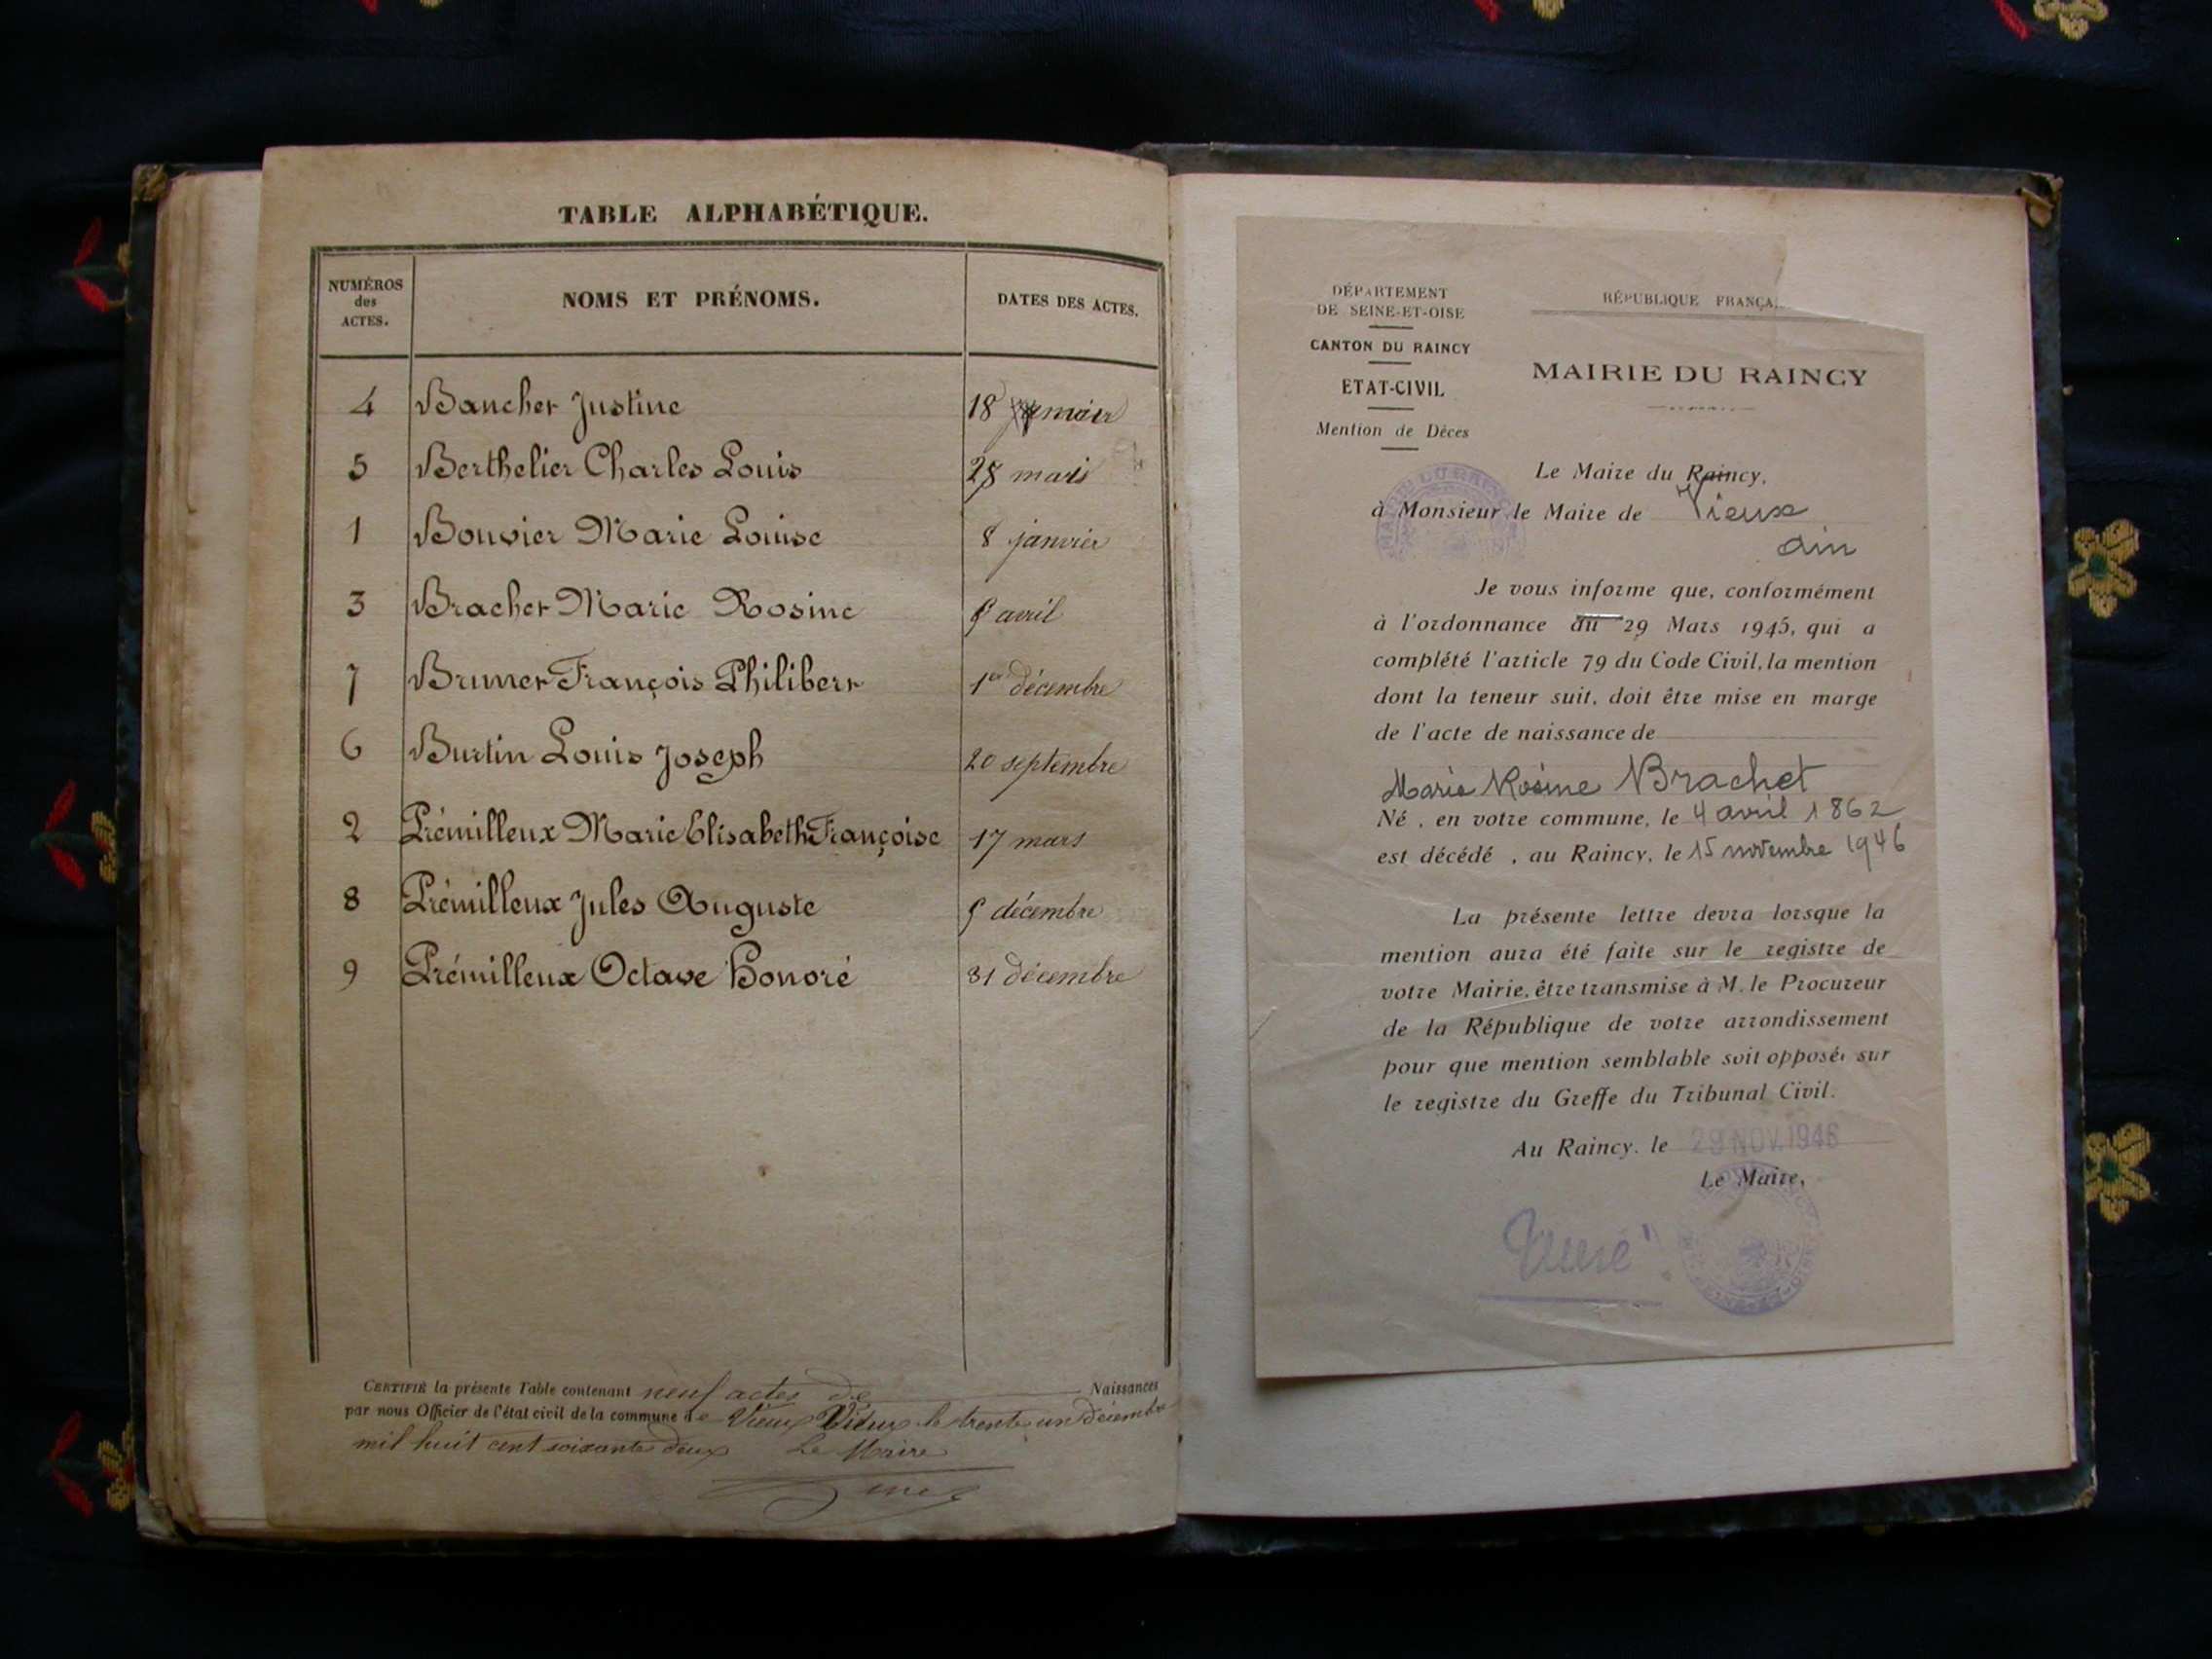 TABLE ALPHABÉTIQUE.
NUMÉROS des ACTES. NOMS ET PRÉNOMS. DATES DES ACTES.
4 Bancher Justine 18
5 Berthelier Charles Louis 28 mars
1 Bouvier Marie Louise 8 janvier
3 Brachet Marie Rosine 5 avril
7 Brunet François Philibert 1er décembre
6 Burtin Louis Joseph 20 septembre
2 Prémilleux Marie Elisabeth Françoise 17 mars
8 Prémilleux Jules Auguste 5 décembre
9 Prémilleux Octave Honoré 31 décembre
CERTIFIÉ la présente Table contenant neuf actes de Naissances
par nous Officier de l'état civil de la commune de Vieux le trente un Décembre
mil huit cent soixante deux Le Maire
DÉPARTEMENT
DE SEINE-ET-OISE
CANTON DU RAINCY
ETAT-CIVIL
Mention de Décès
RÉPUBLIQUE FRANÇA
MAIRIE DU RAINCY
Le Maire du Raincy,
à Monsieur le Maire de Vieux
Ain
Je vous informe que, conformément
à l'ordonnance du 29 Mars 1945, qui a
complété l'article 79 du Code Civil, la mention
dont la teneur suit, doit être mise en marge
de l'acte de naissance de
Marie Rosine Brachet
Né , en votre commune, le 4 avril 1862
est décédé , au Raincy, le 15 novembre 1946
La présente lettre devra lorsque la
mention aura été faite sur le registre de
votre Mairie, être transmise à M. le Procureur
de la République de votre arrondissement
pour que mention semblable soit opposée sur
le registre du Greffe du Tribunal Civil.
Au Raincy, le 29 NOV. 1946
Le Maire,